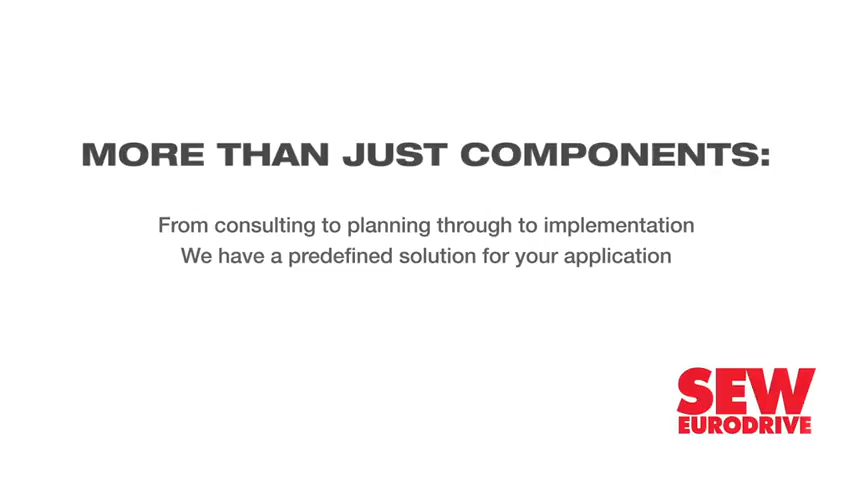 MORE THAN JUST COMPONENTS:
From consulting to planning through to implementation
We have a predefined solution for your application
SEW
EURODRIVE